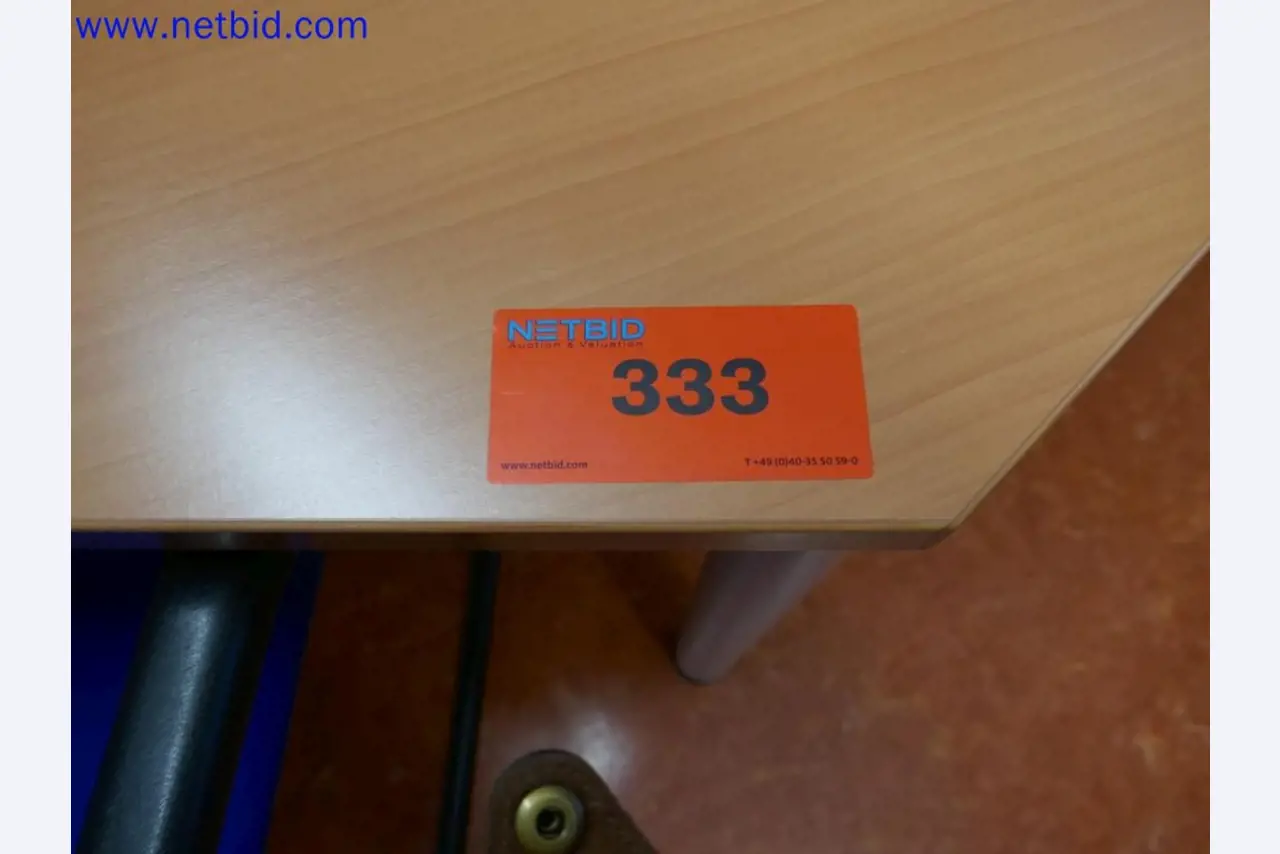 www.netbid.com
NETBID
Auction & Valuation
333
www.netbid.com
T +49 (0)40-35 50 59-0